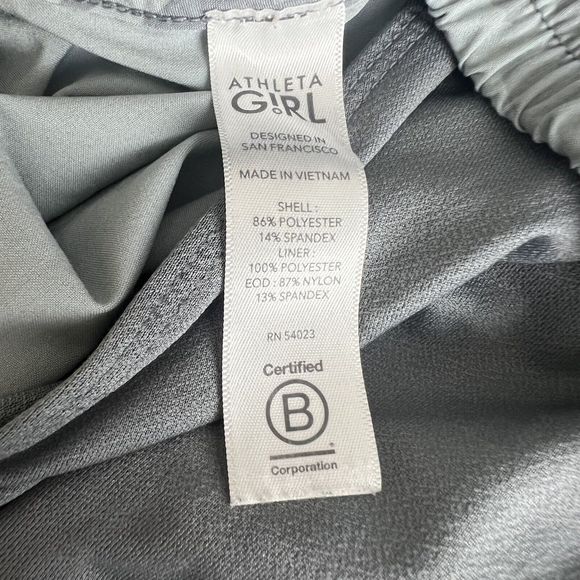 ATHLETA
GIRL
DESIGNED IN
SAN FRANCISCO
MADE IN VIETNAM
SHELL :
86% POLYESTER
14% SPANDEX
LINER :
100% POLYESTER
EOD : 87% NYLON
13% SPANDEX
RN 54023
Certified
B
Corporation